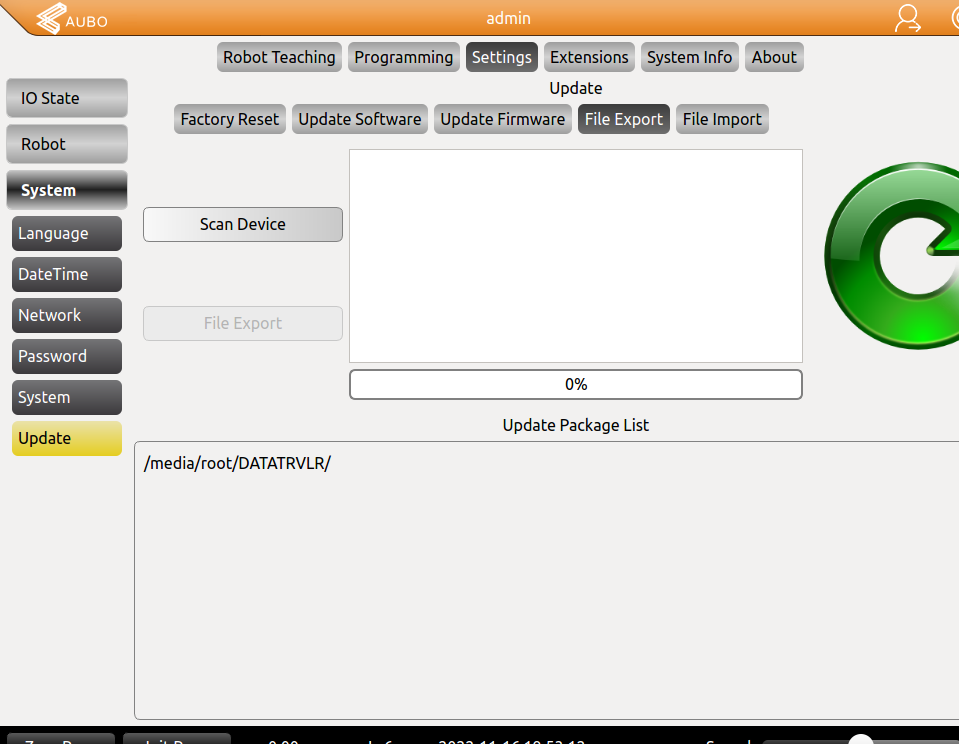 AUBO
admin
Robot Teaching Programming Settings Extensions System Info About
Update
Factory Reset Update Software Update Firmware File Export File Import
IO State
Robot
System
Language
DateTime
Network
Password
System
Update
Scan Device
File Export
0%
Update Package List
/media/root/DATATRVLR/